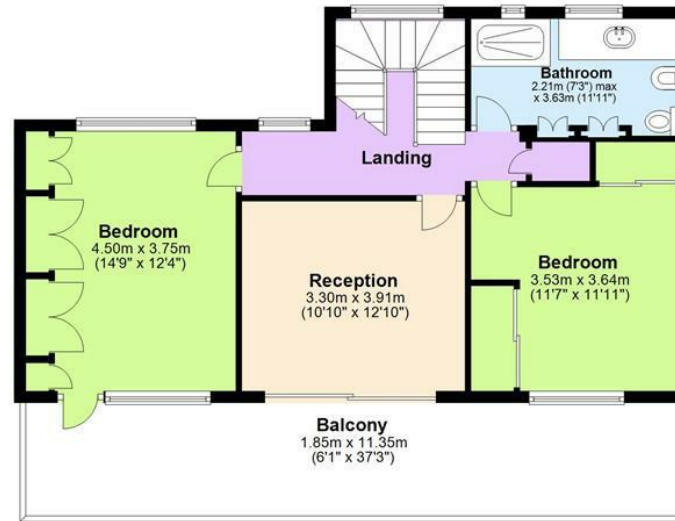 Bathroom
2.21m (7'3") max
x 3.63m (11'11")
Landing
Bedroom
4.50m x 3.75m
(14'9" x 12'4")
Reception
3.30m x 3.91m
(10'10" x 12'10")
Bedroom
3.53m x 3.64m
(11'7" x 11'11")
Balcony
1.85m x 11.35m
(6'1" x 37'3")